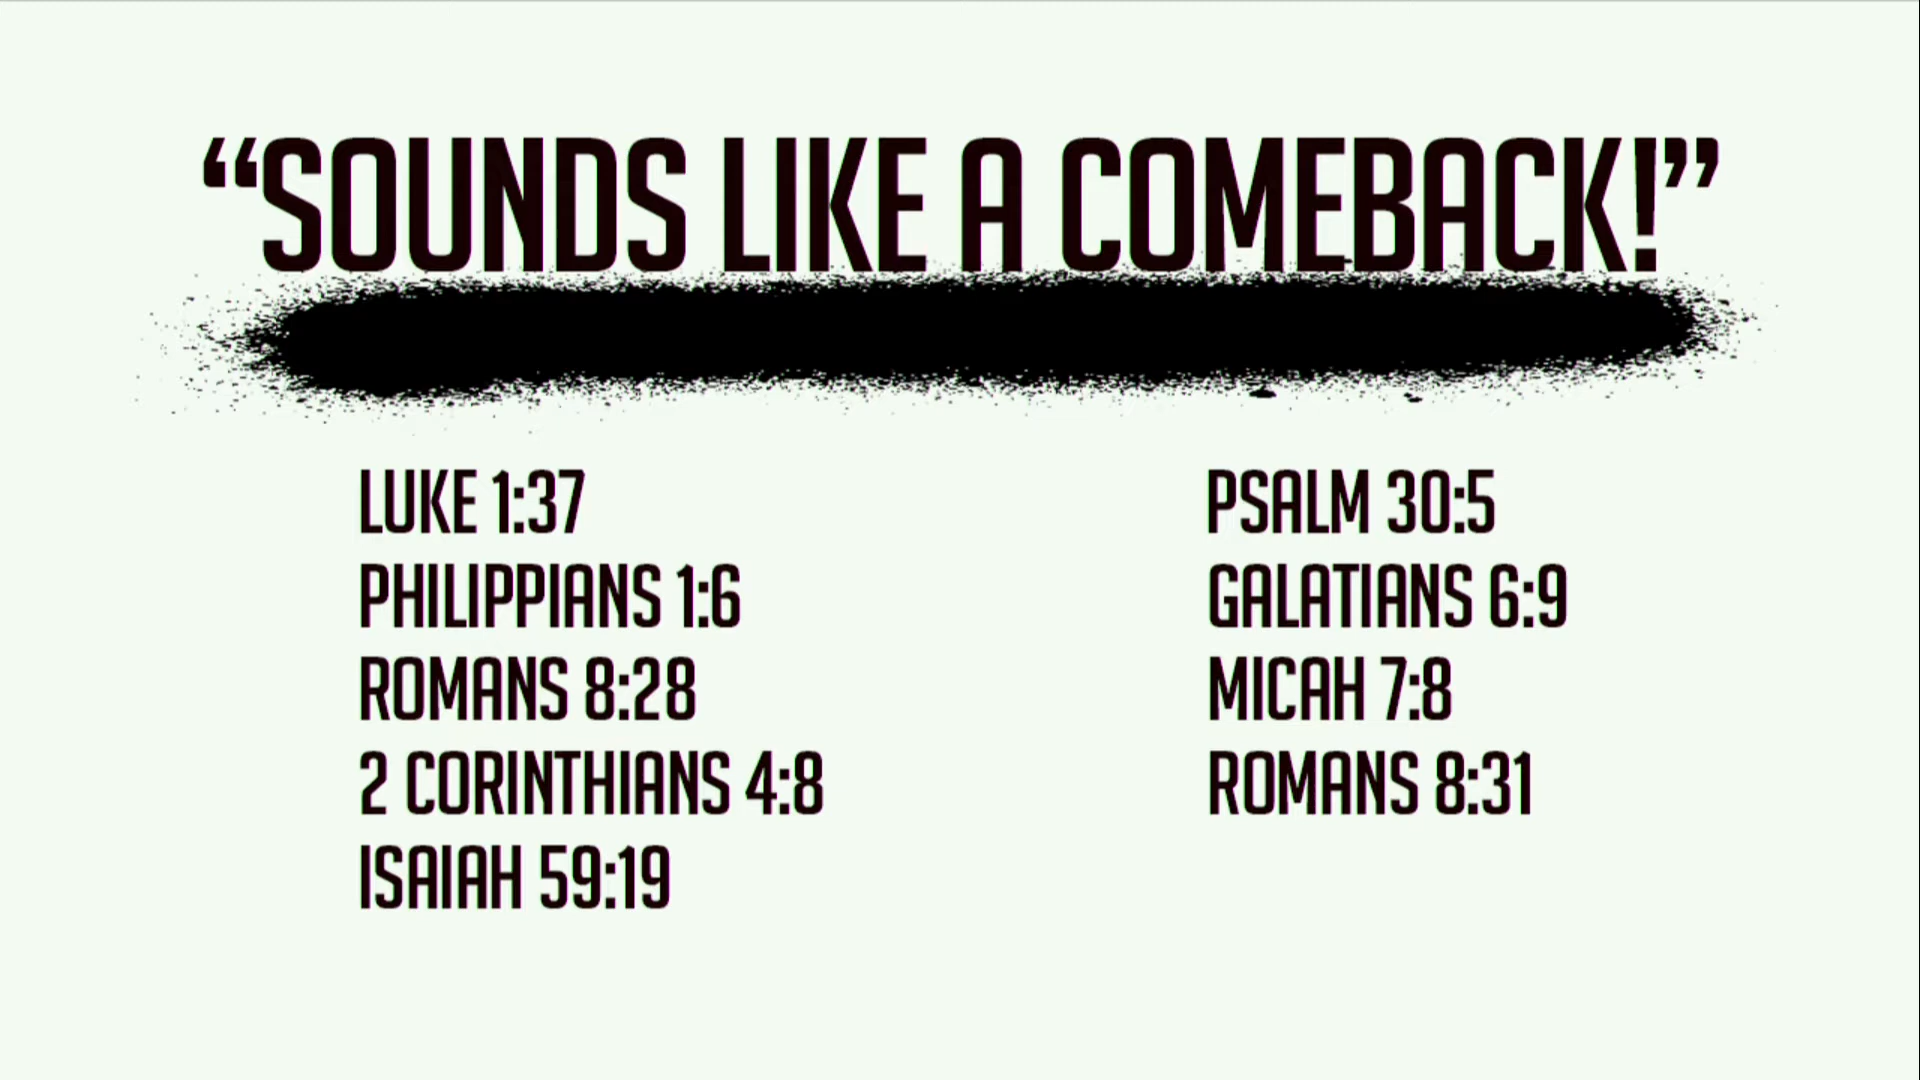 “SOUNDS LIKE A COMEBACK!”
LUKE 1:37
PHILIPPIANS 1:6
ROMANS 8:28
2 CORINTHIANS 4:8
ISAIAH 59:19
PSALM 30:5
GALATIANS 6:9
MICAH 7:8
ROMANS 8:31